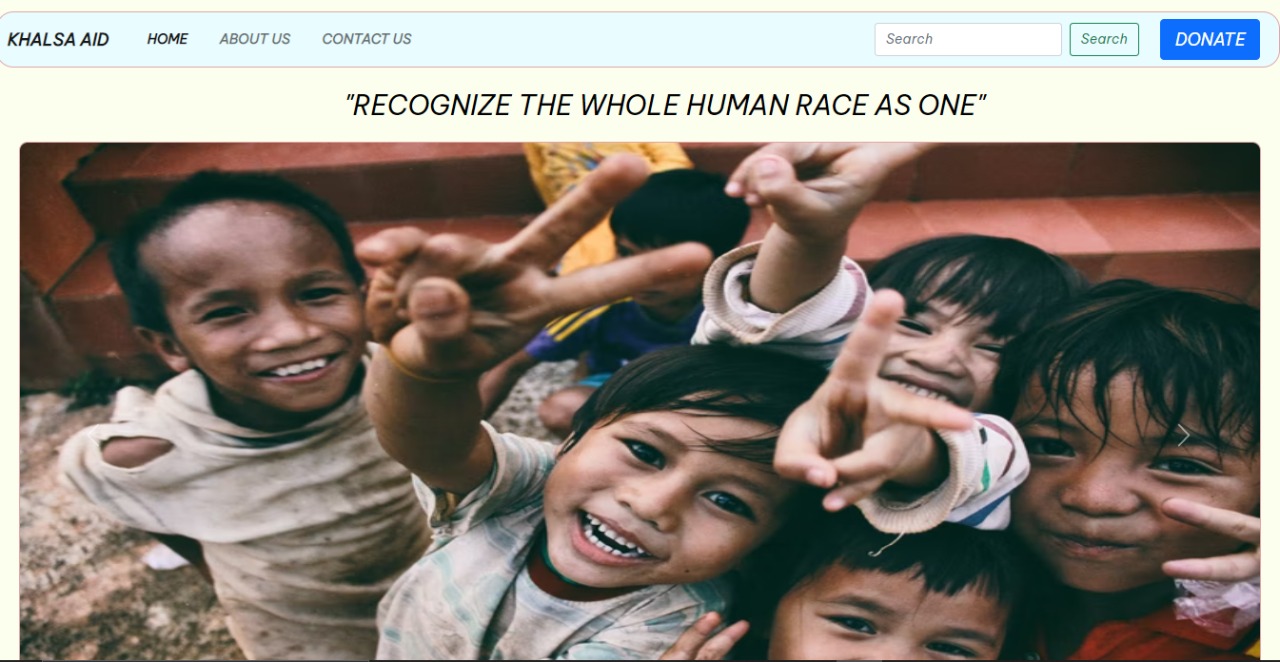 KHALSA AID HOME ABOUT US CONTACT US Search Search DONATE
"RECOGNIZE THE WHOLE HUMAN RACE AS ONE"